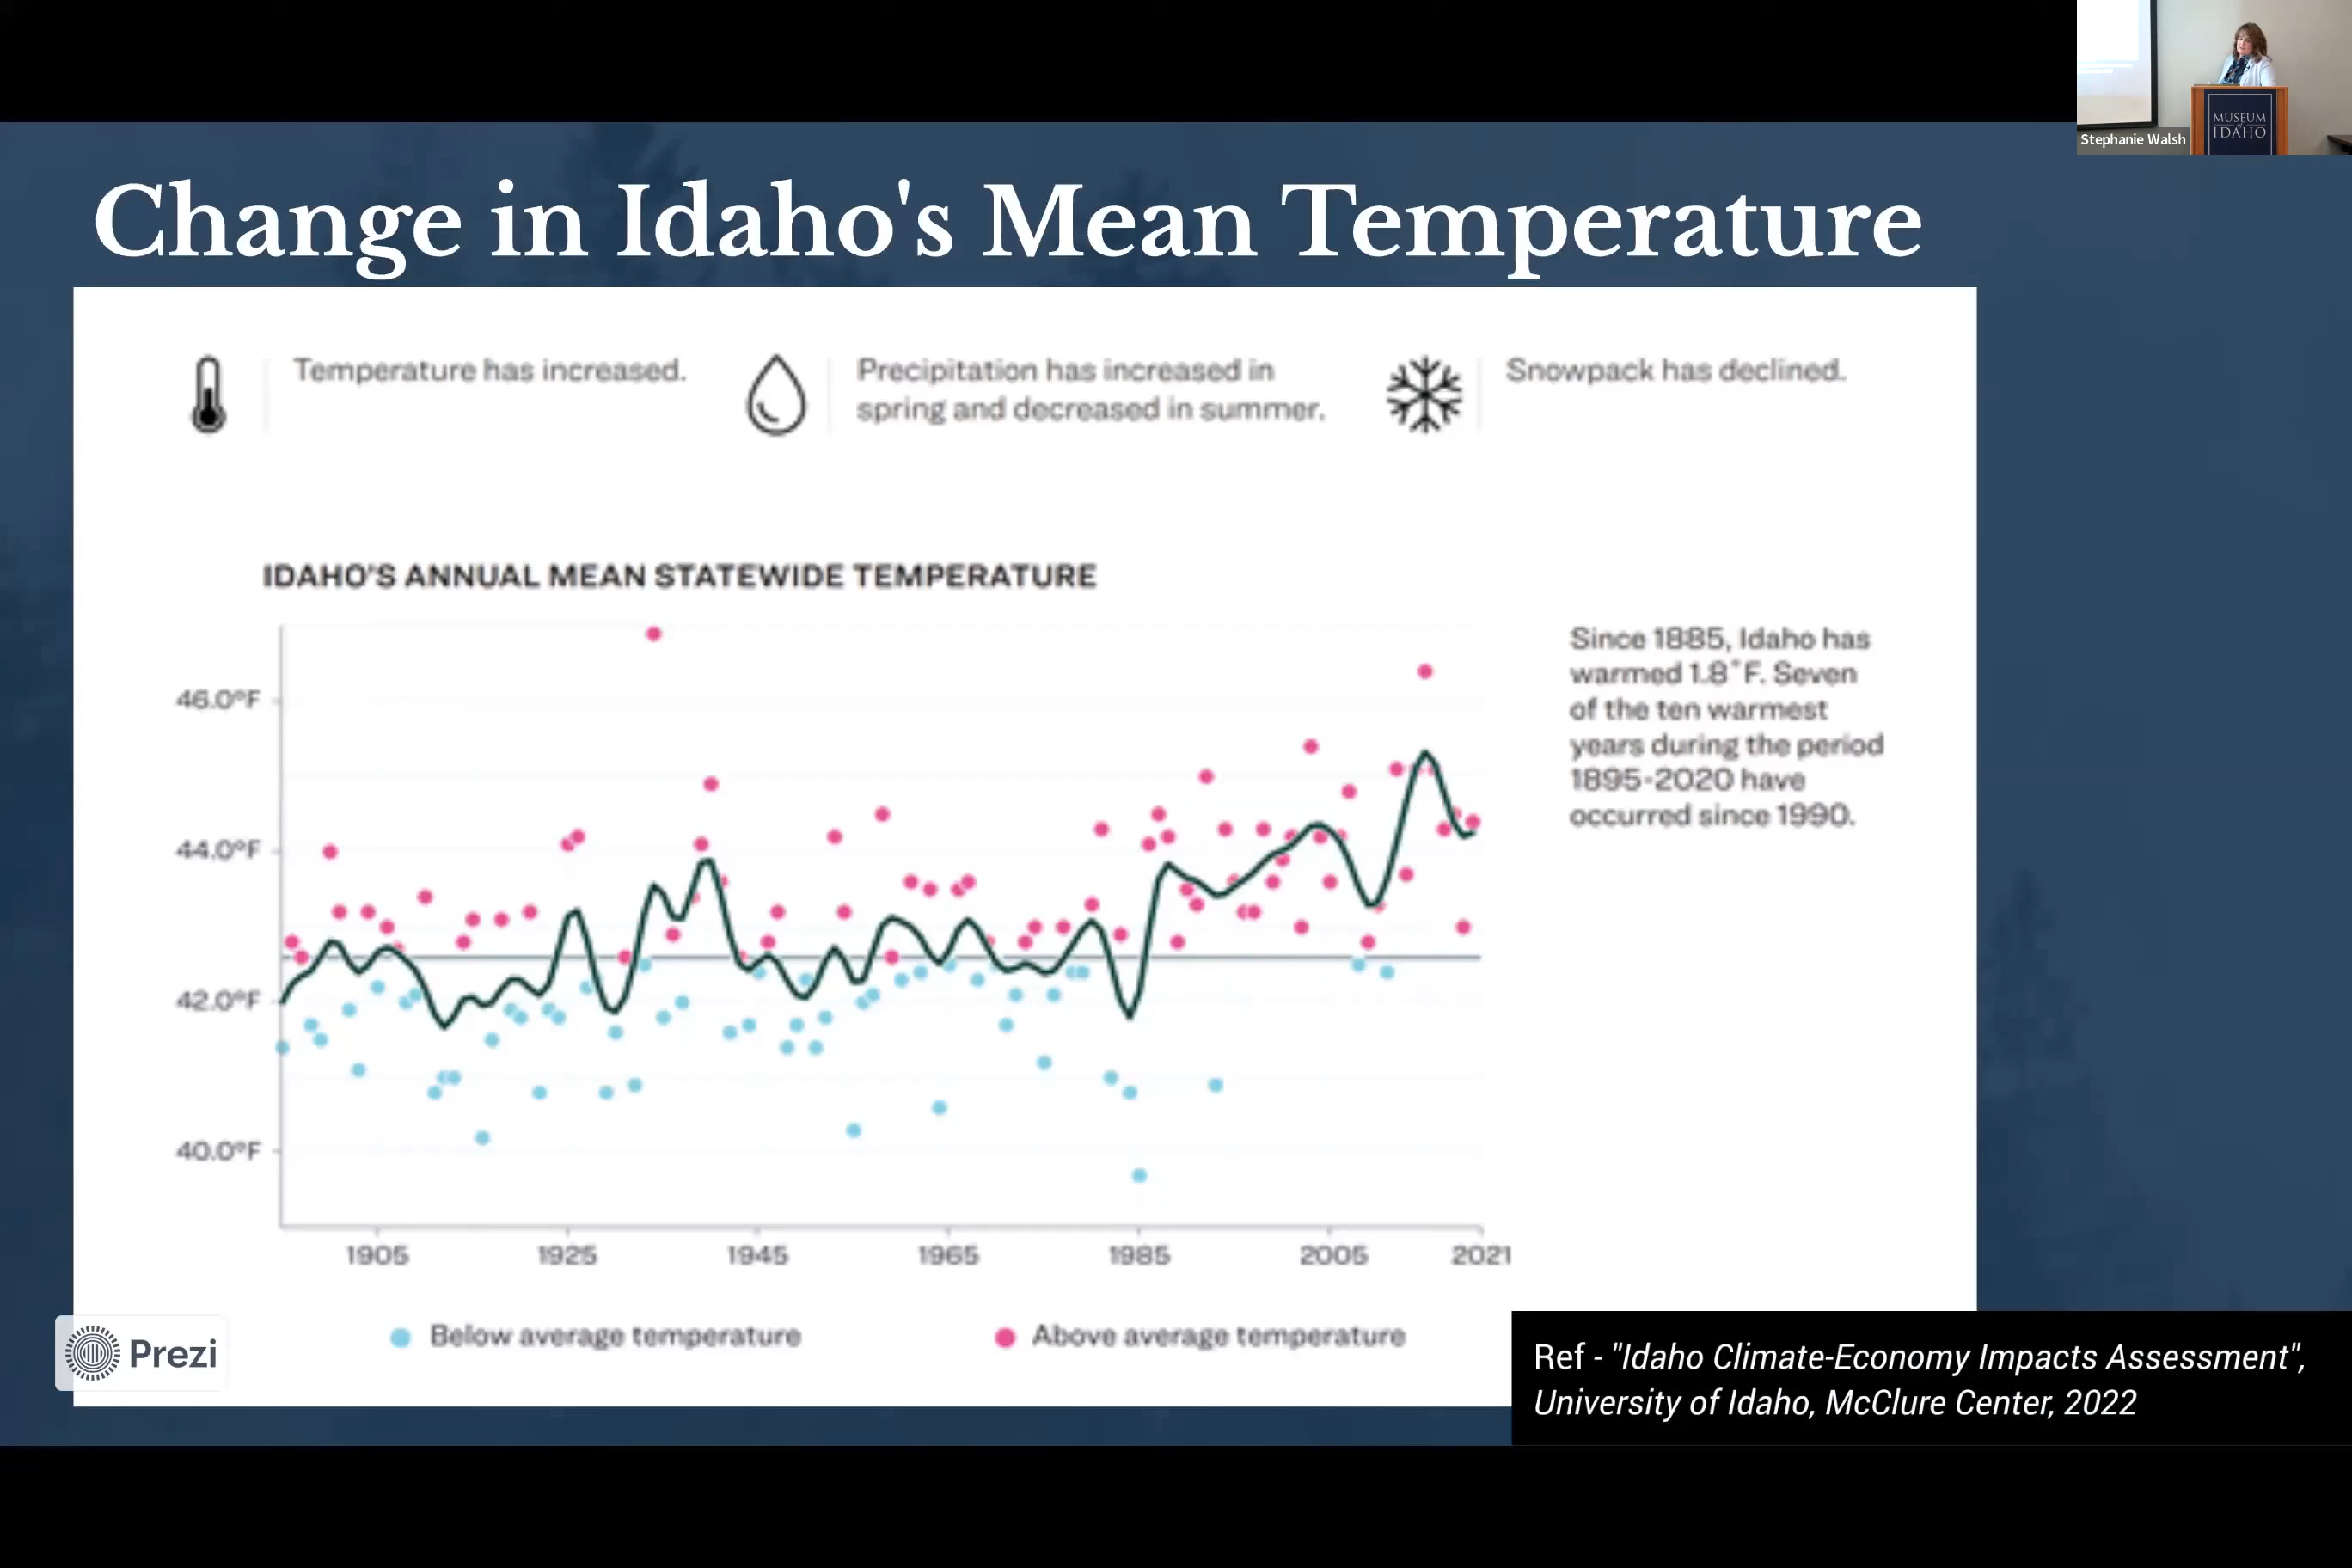 MUSEUM
of
IDAHO
Stephanie Walsh
Change in Idaho's Mean Temperature
Temperature has increased.
Precipitation has increased in
spring and decreased in summer.
Snowpack has declined.
IDAHO'S ANNUAL MEAN STATEWIDE TEMPERATURE
46.0°F
44.0°F
42.0°F
40.0°F
1905 1925 1945 1965 1985 2005 2021
Since 1885, Idaho has
warmed 1.8°F. Seven
of the ten warmest
years during the period
1895-2020 have
occurred since 1990.
Below average temperature
Above average temperature
Prezi
Ref - "Idaho Climate-Economy Impacts Assessment",
University of Idaho, McClure Center, 2022